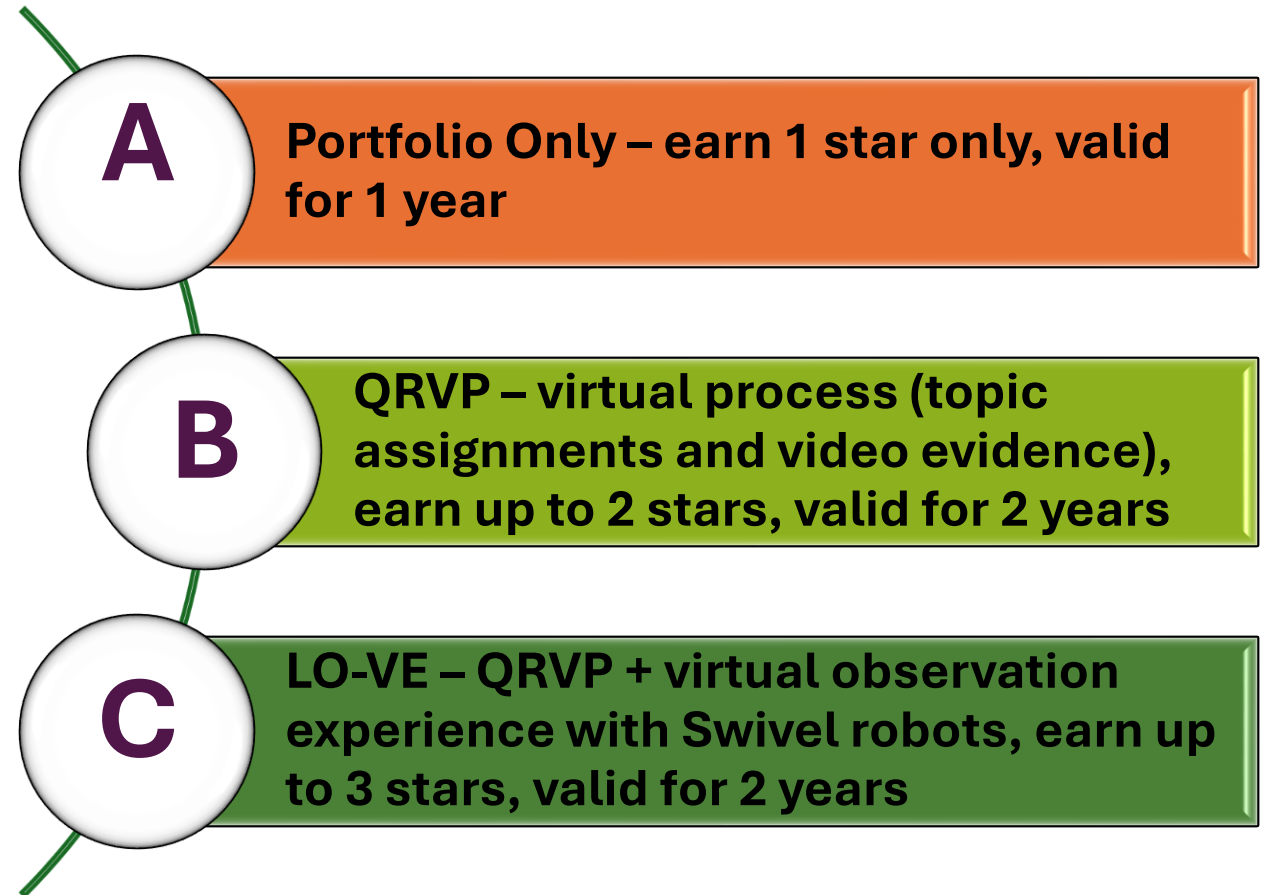 A
Portfolio Only – earn 1 star only, valid
for 1 year
B
QRVP – virtual process (topic
assignments and video evidence),
earn up to 2 stars, valid for 2 years
C
LO-VE – QRVP + virtual observation
experience with Swivel robots, earn up
to 3 stars, valid for 2 years